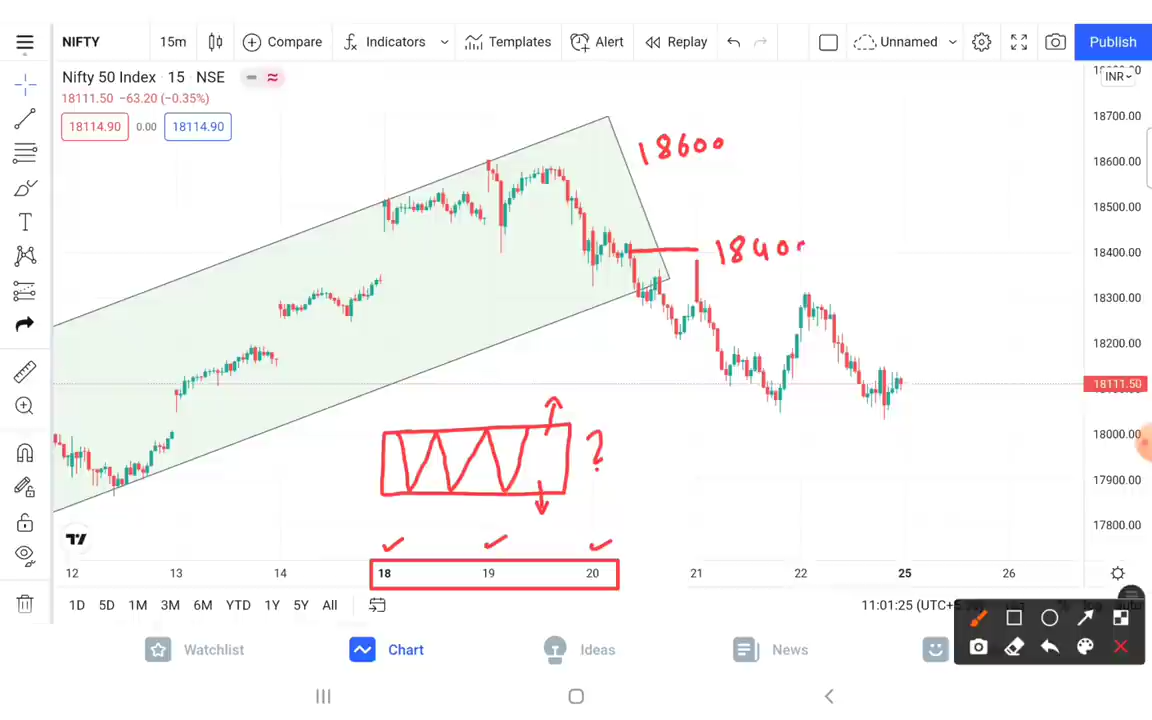 NIFTY 15m Compare Indicators Templates Alert Replay Unnamed Publish
Nifty 50 Index · 15 · NSE
INR
18111.50 −63.20 (−0.35%)
18114.90 0.00 18114.90
18700.00
18600
18600.00
18500.00
18400
18400.00
18300.00
18200.00
18111.50
?
18000.00
17900.00
17800.00
12 13 14 18 19 20 21 22 25 26
1D 5D 1M 3M 6M YTD 1Y 5Y All 11:01:25 (UTC+5
Watchlist Chart Ideas News